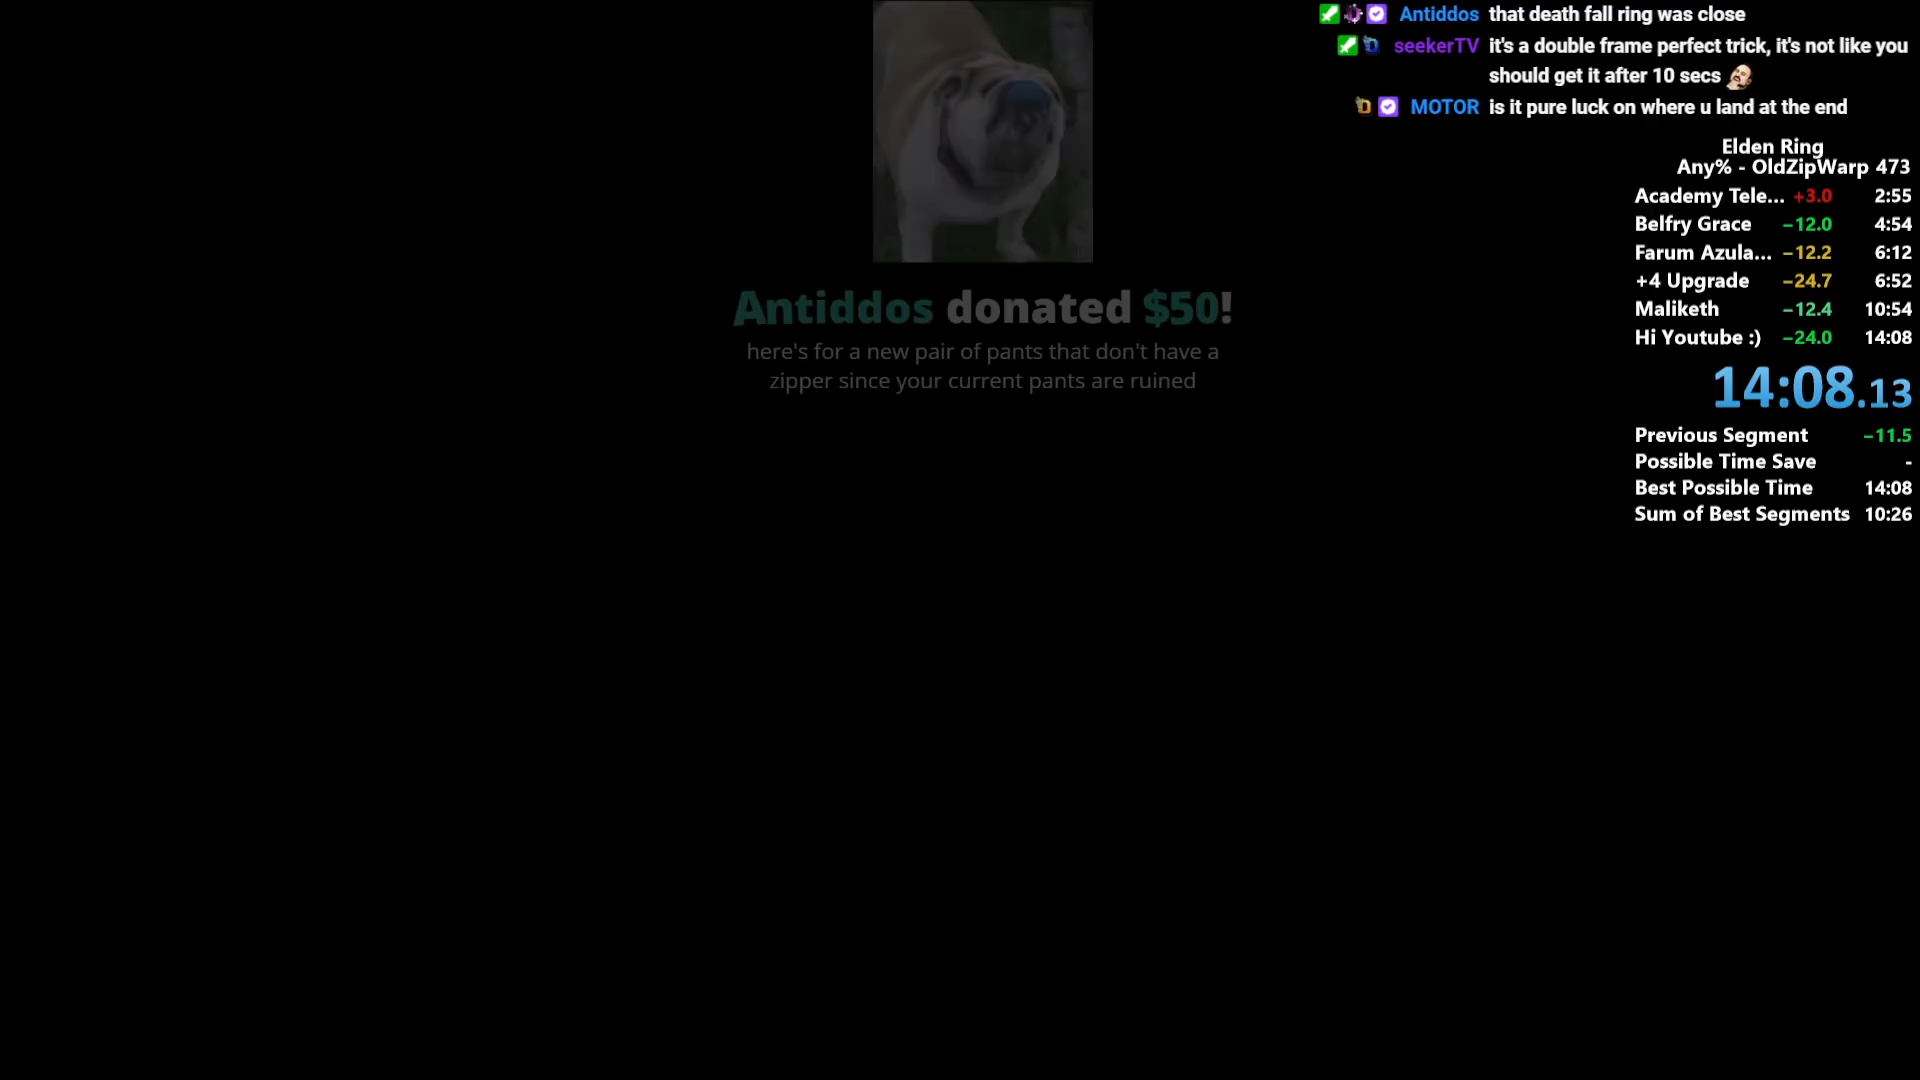 Antiddos that death fall ring was close
seekerTV it's a double frame perfect trick, it's not like you
should get it after 10 secs
MOTOR is it pure luck on where u land at the end
Antiddos donated $50!
here's for a new pair of pants that don't have a
zipper since your current pants are ruined
Elden Ring
Any% - OldZipWarp 473
Academy Tele... +3.0 2:55
Belfry Grace −12.0 4:54
Farum Azula... −12.2 6:12
+4 Upgrade −24.7 6:52
Maliketh −12.4 10:54
Hi Youtube :) −24.0 14:08
14:08.13
Previous Segment −11.5
Possible Time Save -
Best Possible Time 14:08
Sum of Best Segments 10:26